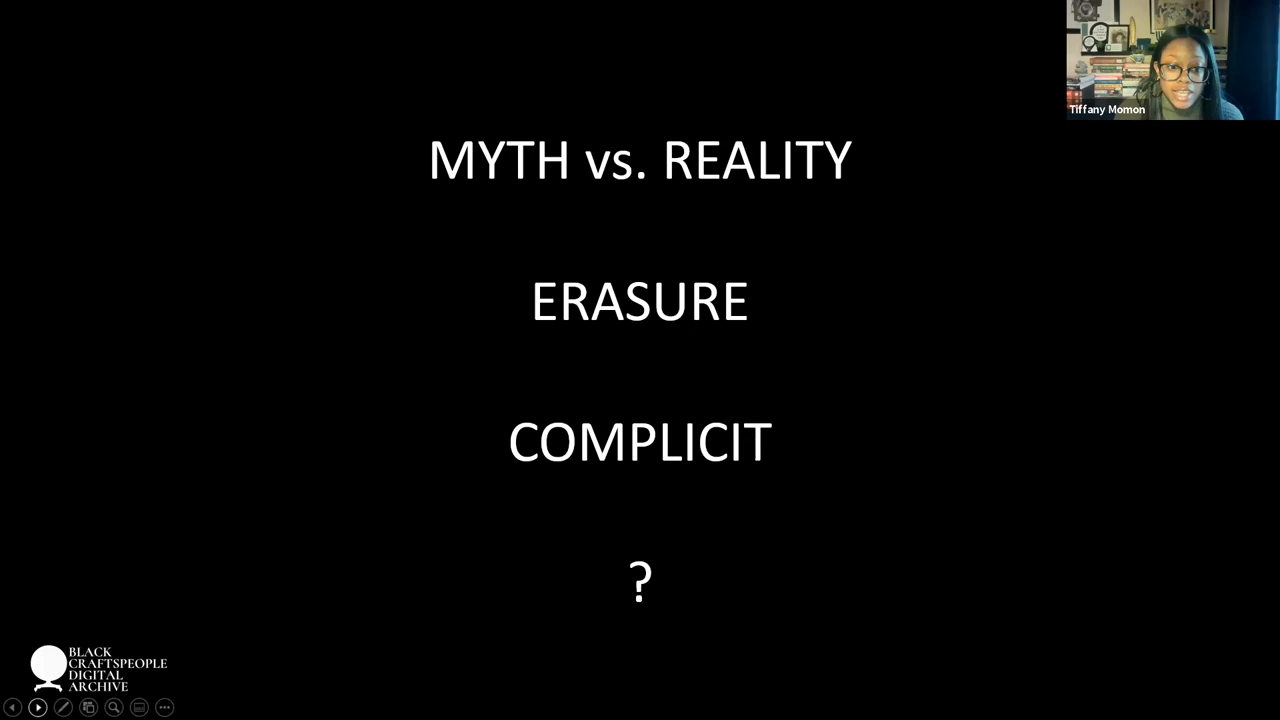 Tiffany Momon
MYTH vs. REALITY
ERASURE
COMPLICIT
?
BLACK
CRAFTSPEOPLE
DIGITAL
ARCHIVE